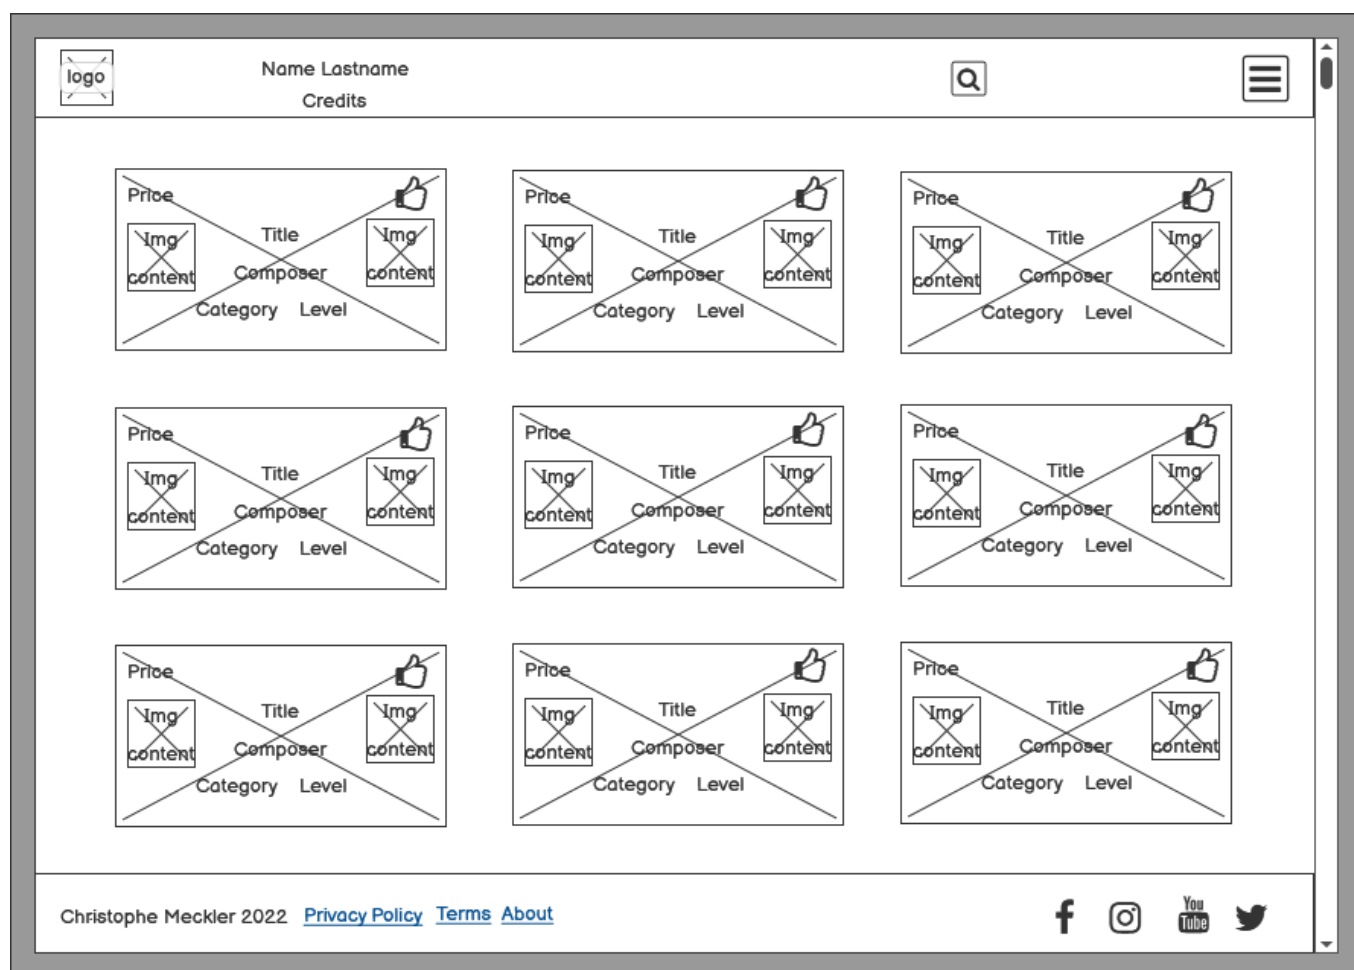 logo
Name Lastname
Credits
Price
Img content
Title
Composer
Category Level
Img content
Price
Img content
Title
Composer
Category Level
Img content
Price
Img content
Title
Composer
Category Level
Img content
Price
Img content
Title
Composer
Category Level
Img content
Price
Img content
Title
Composer
Category Level
Img content
Price
Img content
Title
Composer
Category Level
Img content
Price
Img content
Title
Composer
Category Level
Img content
Price
Img content
Title
Composer
Category Level
Img content
Price
Img content
Title
Composer
Category Level
Img content
Christophe Meckler 2022 Privacy Policy Terms About
You
Tube